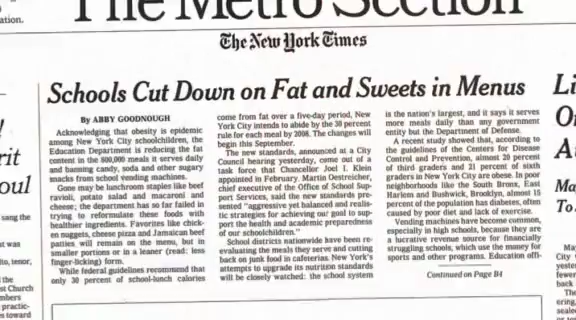 ation.
The Metro Section
The New York Times
Schools Cut Down on Fat and Sweets in Menus
By ABBY GOODNOUGH
Acknowledging that obesity is epidemic
among New York City schoolchildren, the
Education Department is reducing the fat
content in the 800,000 meals it serves daily
and banning candy, soda and other sugary
snacks from school vending machines.
Gone may be lunchroom staples like beef
ravioli, potato salad and macaroni and
cheese; the department has so far failed in
trying to reformulate these foods with
healthier ingredients. Favorites like chick-
en nuggets, cheese pizza and Jamaican beef
patties will remain on the menu, but in
smaller portions or in a leaner (read: less
finger-licking) form.
While federal guidelines recommend that
only 30 percent of school-lunch calories
come from fat over a five-day period, New
York City intends to abide by the 30 percent
rule for each meal by 2006. The changes will
begin this September.
The new standards, announced at a City
Council hearing yesterday, come out of a
task force that Chancellor Joel I. Klein
appointed in February. Martin Oestreicher,
chief executive of the Office of School Sup-
port Services, said the new standards pre-
sented "aggressive yet balanced and realis-
tic strategies for achieving our goal to sup-
port the health and academic preparedness
of our schoolchildren."
School districts nationwide have been re-
evaluating the meals they serve and cutting
back on junk food in cafeterias. New York's
attempts to upgrade its nutrition standards
will be closely watched: the school system
is the nation's largest, and it says it serves
more meals daily than any government
entity but the Department of Defense.
A recent study showed that, according to
the guidelines of the Centers for Disease
Control and Prevention, almost 20 percent
of third graders and 21 percent of sixth
graders in New York City are obese. In poor
neighborhoods like the South Bronx, East
Harlem and Bushwick, Brooklyn, almost 15
percent of the population has diabetes, often
caused by poor diet and lack of exercise.
Vending machines have become common,
especially in high schools, because they are
a lucrative revenue source for financially
struggling schools, which use the money for
sports and other programs. Education offi-
Continued on Page B4